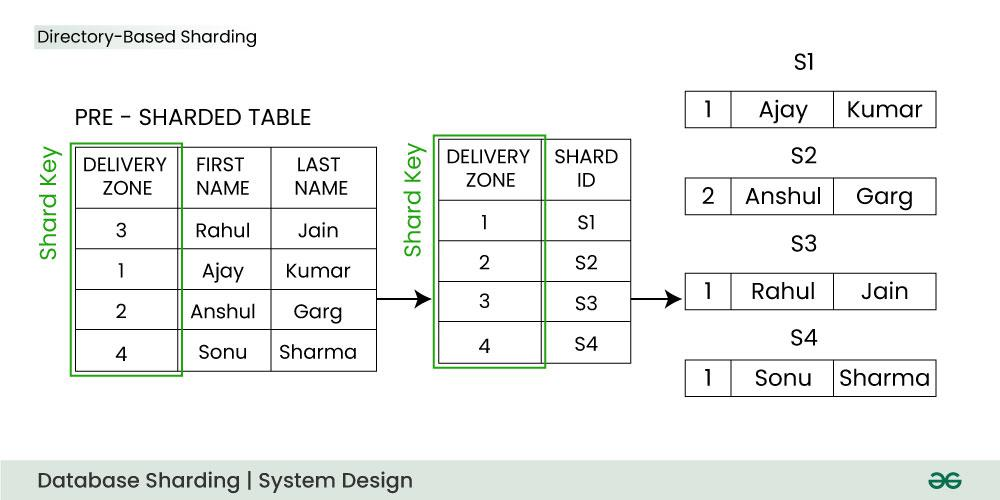 Directory-Based Sharding
PRE - SHARDED TABLE
Shard Key
DELIVERY ZONE FIRST NAME LAST NAME
3 Rahul Jain
1 Ajay Kumar
2 Anshul Garg
4 Sonu Sharma
Shard Key
DELIVERY ZONE SHARD ID
1 S1
2 S2
3 S3
4 S4
S1
1 Ajay Kumar
S2
2 Anshul Garg
S3
1 Rahul Jain
S4
1 Sonu Sharma
Database Sharding | System Design